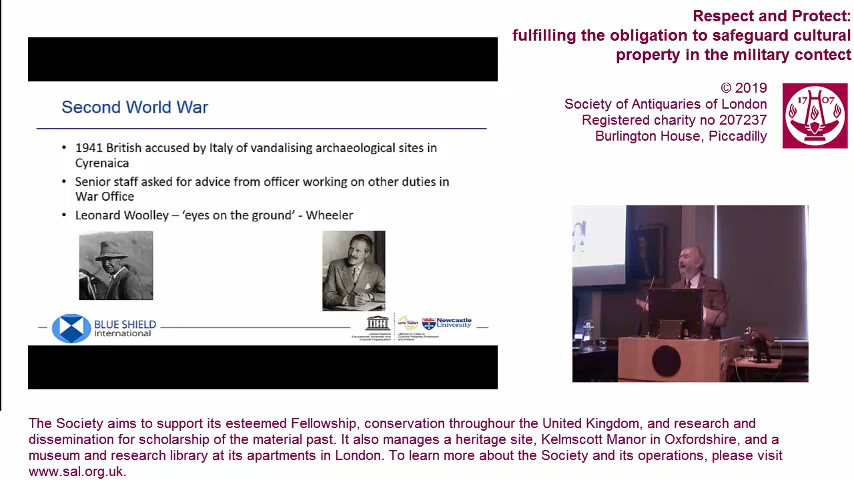 Respect and Protect:
fulfilling the obligation to safeguard cultural
property in the military contect
© 2019
Society of Antiquaries of London
Registered charity no 207237
Burlington House, Piccadilly
17 07
Second World War
• 1941 British accused by Italy of vandalising archaeological sites in
Cyrenaica
• Senior staff asked for advice from officer working on other duties in
War Office
• Leonard Woolley – 'eyes on the ground' - Wheeler
BLUE SHIELD
International
Newcastle
University
The Society aims to support its esteemed Fellowship, conservation throughour the United Kingdom, and research and
dissemination for scholarship of the material past. It also manages a heritage site, Kelmscott Manor in Oxfordshire, and a
museum and research library at its apartments in London. To learn more about the Society and its operations, please visit
www.sal.org.uk.